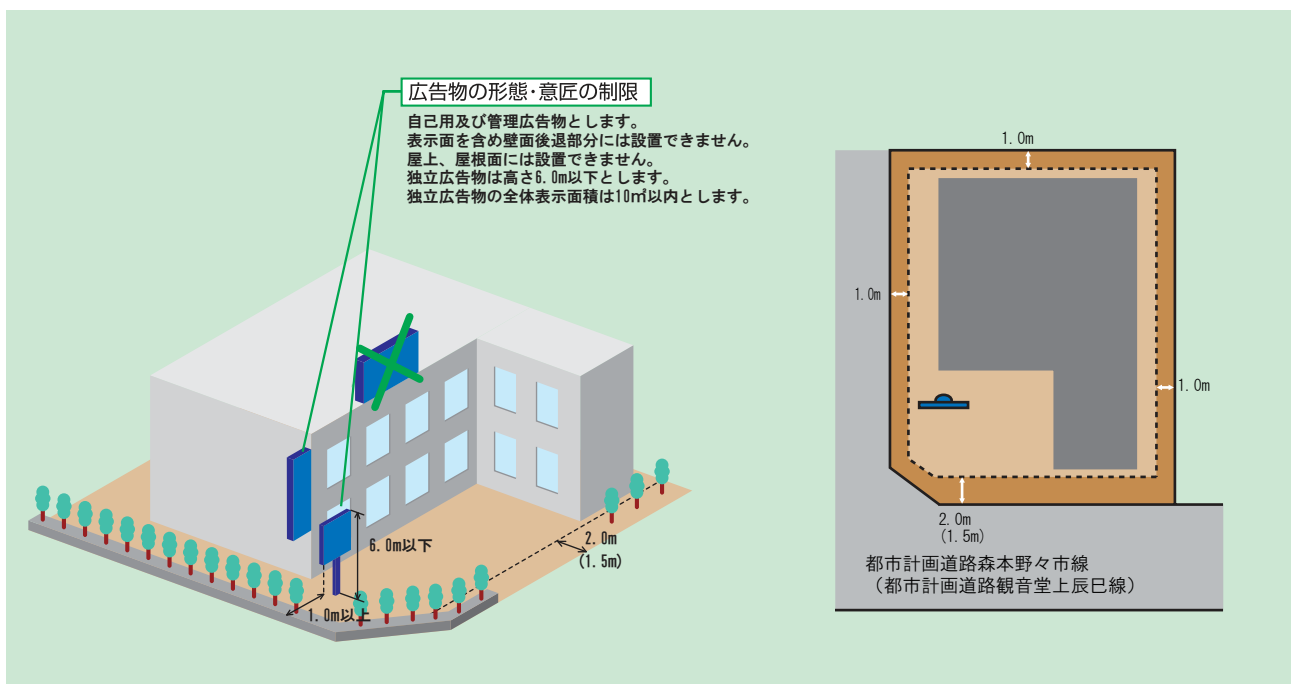 広告物の形態・意匠の制限
自己用及び管理広告物とします。
表示面を含め壁面後退部分には設置できません。
屋上、屋根面には設置できません。
独立広告物は高さ6.0m以下とします。
独立広告物の全体表示面積は10㎡以内とします。
6.0m以下
1.0m以上
2.0m
(1.5m)
1.0m
1.0m
1.0m
2.0m
(1.5m)
都市計画道路森本野々市線
（都市計画道路観音堂上辰巳線）